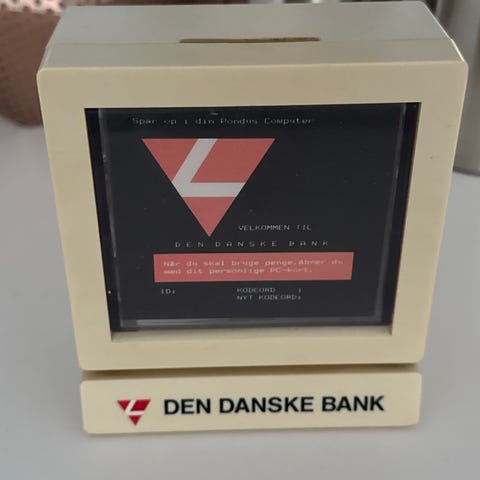 Spar op i din Pondus Computer
VELKOMMEN TIL
DEN DANSKE BANK
Når du skal bruge penge, Åbner du
med dit personlige PC-kort.
ID: KODEORD :
NYT KODEORD:
DEN DANSKE BANK